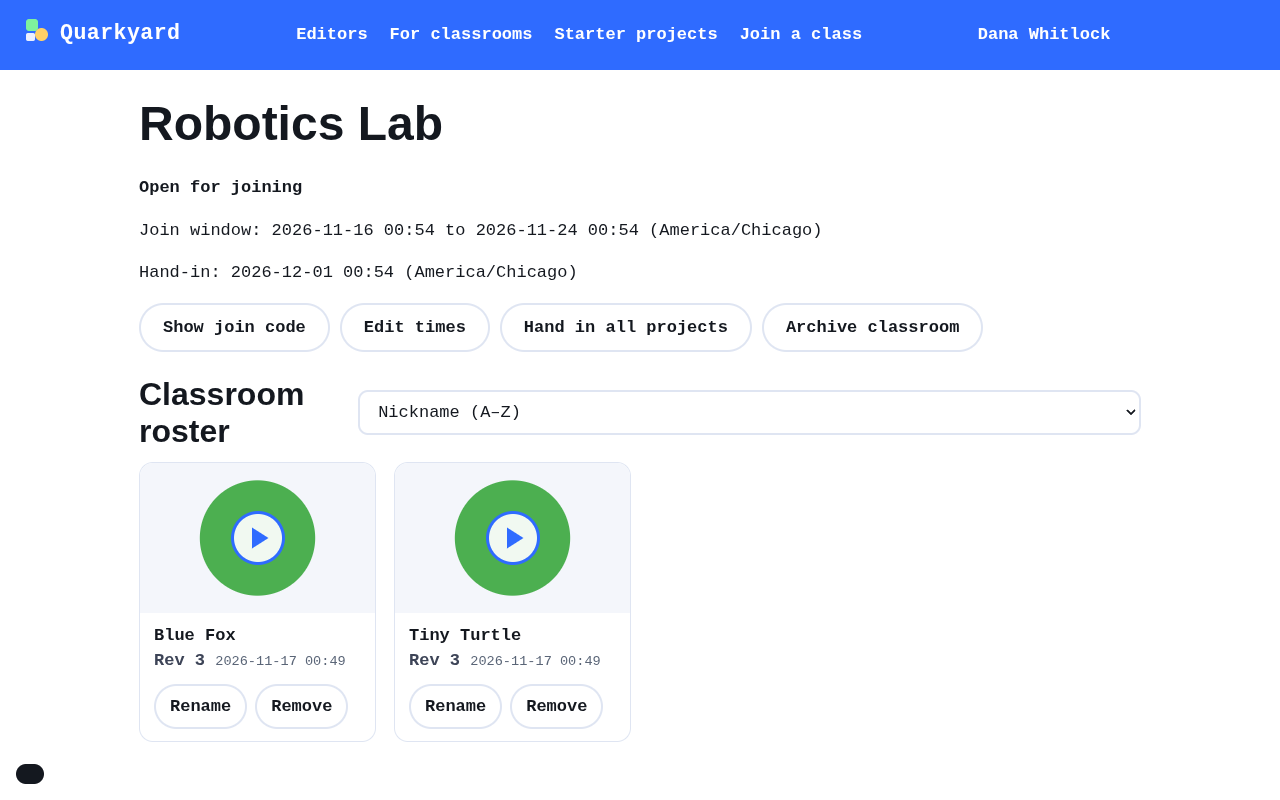 Quarkyard
Editors For classrooms Starter projects Join a class Dana Whitlock
Robotics Lab
Open for joining
Join window: 2026-11-16 00:54 to 2026-11-24 00:54 (America/Chicago)
Hand-in: 2026-12-01 00:54 (America/Chicago)
Show join code Edit times Hand in all projects Archive classroom
Classroom
roster
Nickname (A–Z)
Blue Fox
Rev 3 2026-11-17 00:49
Rename Remove
Tiny Turtle
Rev 3 2026-11-17 00:49
Rename Remove